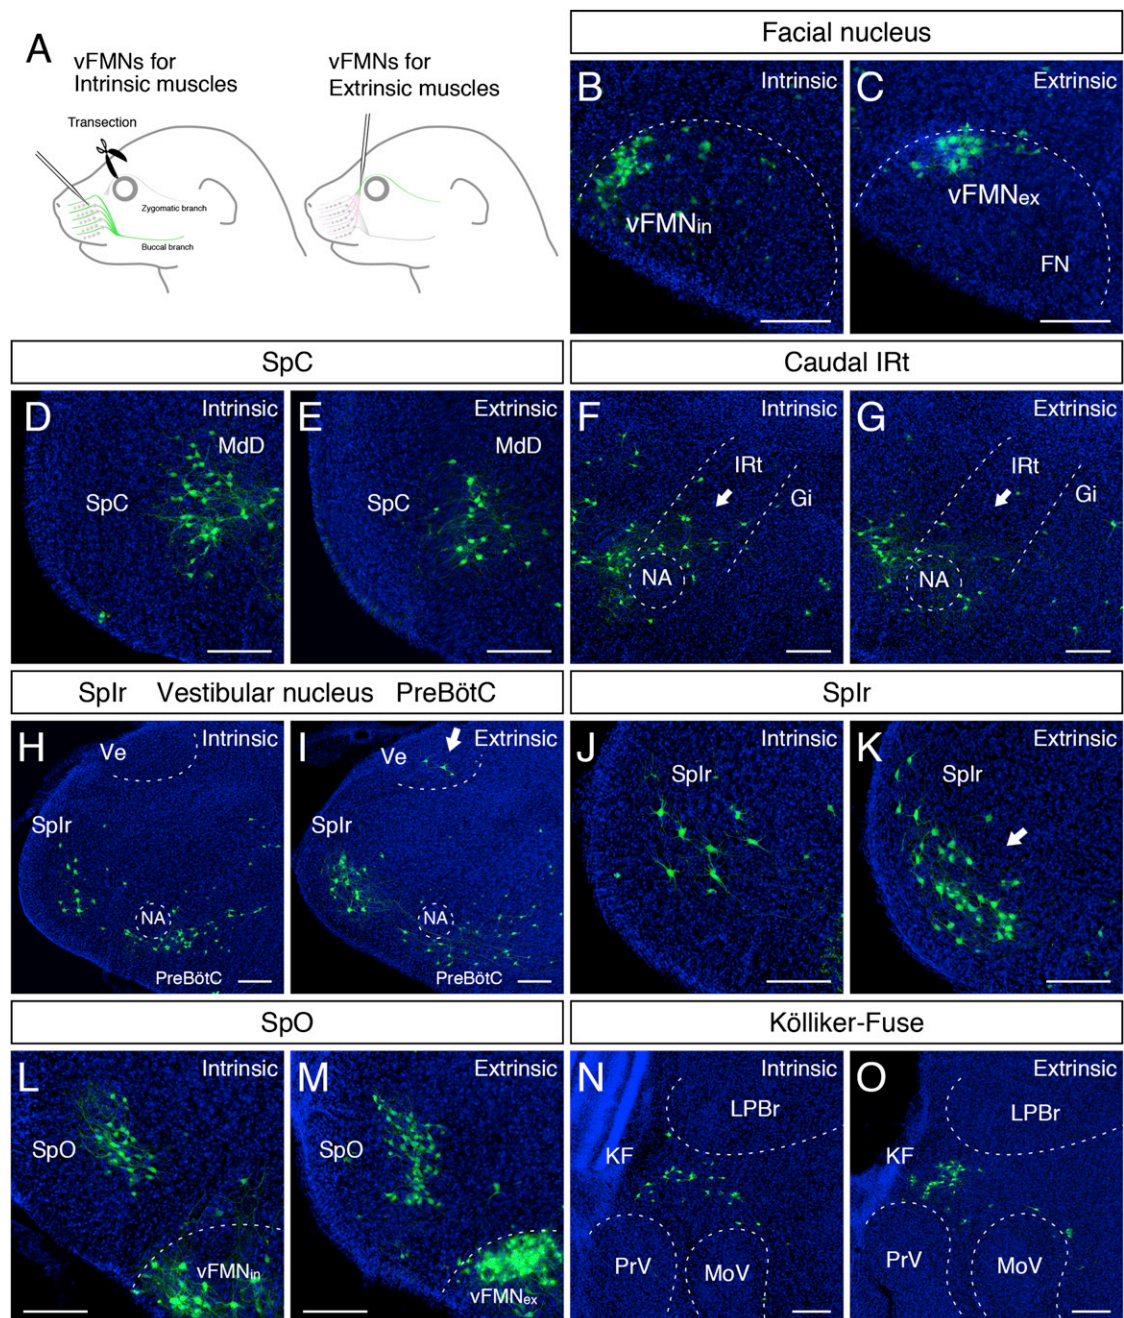 A
vFMNs for
Intrinsic muscles
vFMNs for
Extrinsic muscles
Transection
Zygomatic branch
Buccal branch
Facial nucleus
B
Intrinsic
vFMNin
C
Extrinsic
vFMNex
FN
SpC
D
Intrinsic
MdD
SpC
E
Extrinsic
MdD
SpC
Caudal IRt
F
Intrinsic
IRt
Gi
NA
G
Extrinsic
IRt
Gi
NA
SpIr Vestibular nucleus PreBötC
H
Intrinsic
Ve
SpIr
NA
PreBötC
I
Extrinsic
Ve
SpIr
NA
PreBötC
SpIr
J
Intrinsic
SpIr
K
Extrinsic
SpIr
SpO
L
Intrinsic
SpO
vFMNin
M
Extrinsic
SpO
vFMNex
Kölliker-Fuse
N
Intrinsic
LPBr
KF
PrV
MoV
O
Extrinsic
LPBr
KF
PrV
MoV